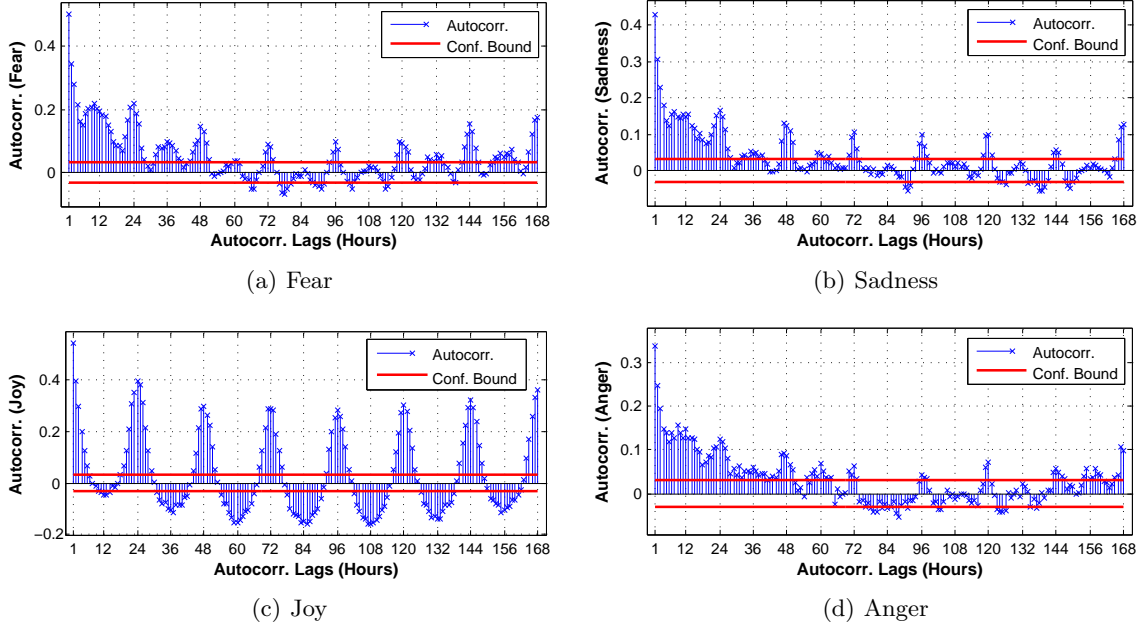 0.4
0.2
0
Autocorr. (Fear)
Autocorr.
Conf. Bound
1 12 24 36 48 60 72 84 96 108 120 132 144 156 168
Autocorr. Lags (Hours)
(a) Fear
0.4
0.3
0.2
0.1
0
Autocorr. (Sadness)
Autocorr.
Conf. Bound
1 12 24 36 48 60 72 84 96 108 120 132 144 156 168
Autocorr. Lags (Hours)
(b) Sadness
0.4
0.2
0
−0.2
Autocorr. (Joy)
Autocorr.
Conf. Bound
1 12 24 36 48 60 72 84 96 108 120 132 144 156 168
Autocorr. Lags (Hours)
(c) Joy
0.3
0.2
0.1
0
Autocorr. (Anger)
Autocorr.
Conf. Bound
1 12 24 36 48 60 72 84 96 108 120 132 144 156 168
Autocorr. Lags (Hours)
(d) Anger